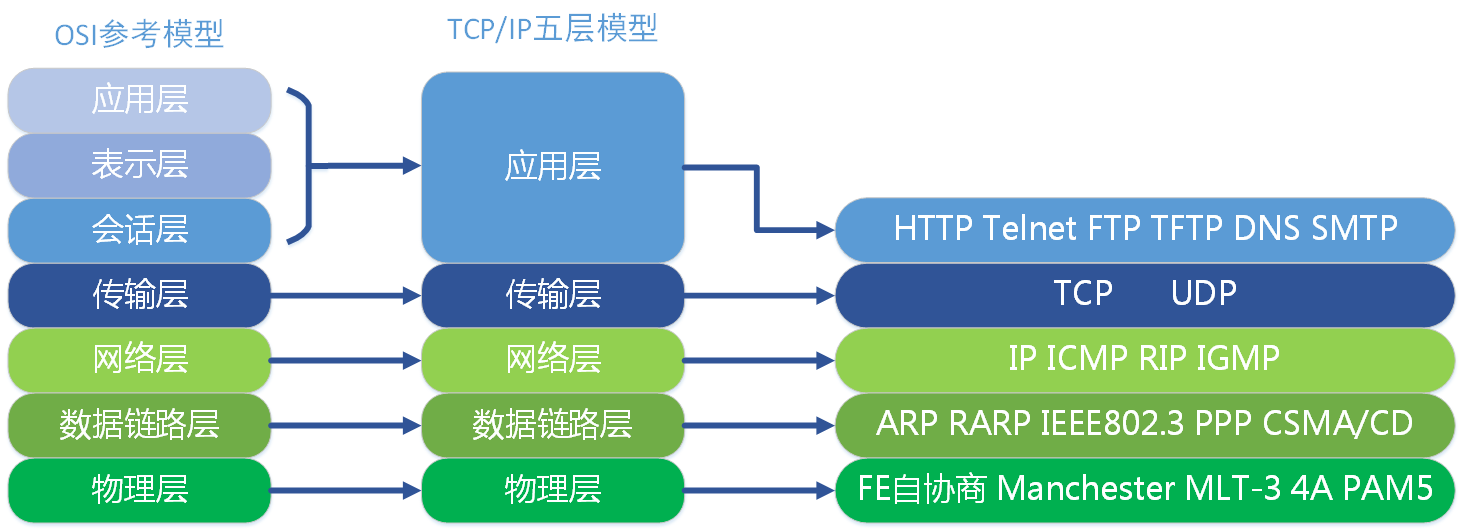 OSI参考模型
TCP/IP五层模型
应用层
表示层
会话层
传输层
网络层
数据链路层
物理层
应用层
传输层
网络层
数据链路层
物理层
HTTP Telnet FTP TFTP DNS SMTP
TCP UDP
IP ICMP RIP IGMP
ARP RARP IEEE802.3 PPP CSMA/CD
FE自协商 Manchester MLT-3 4A PAM5